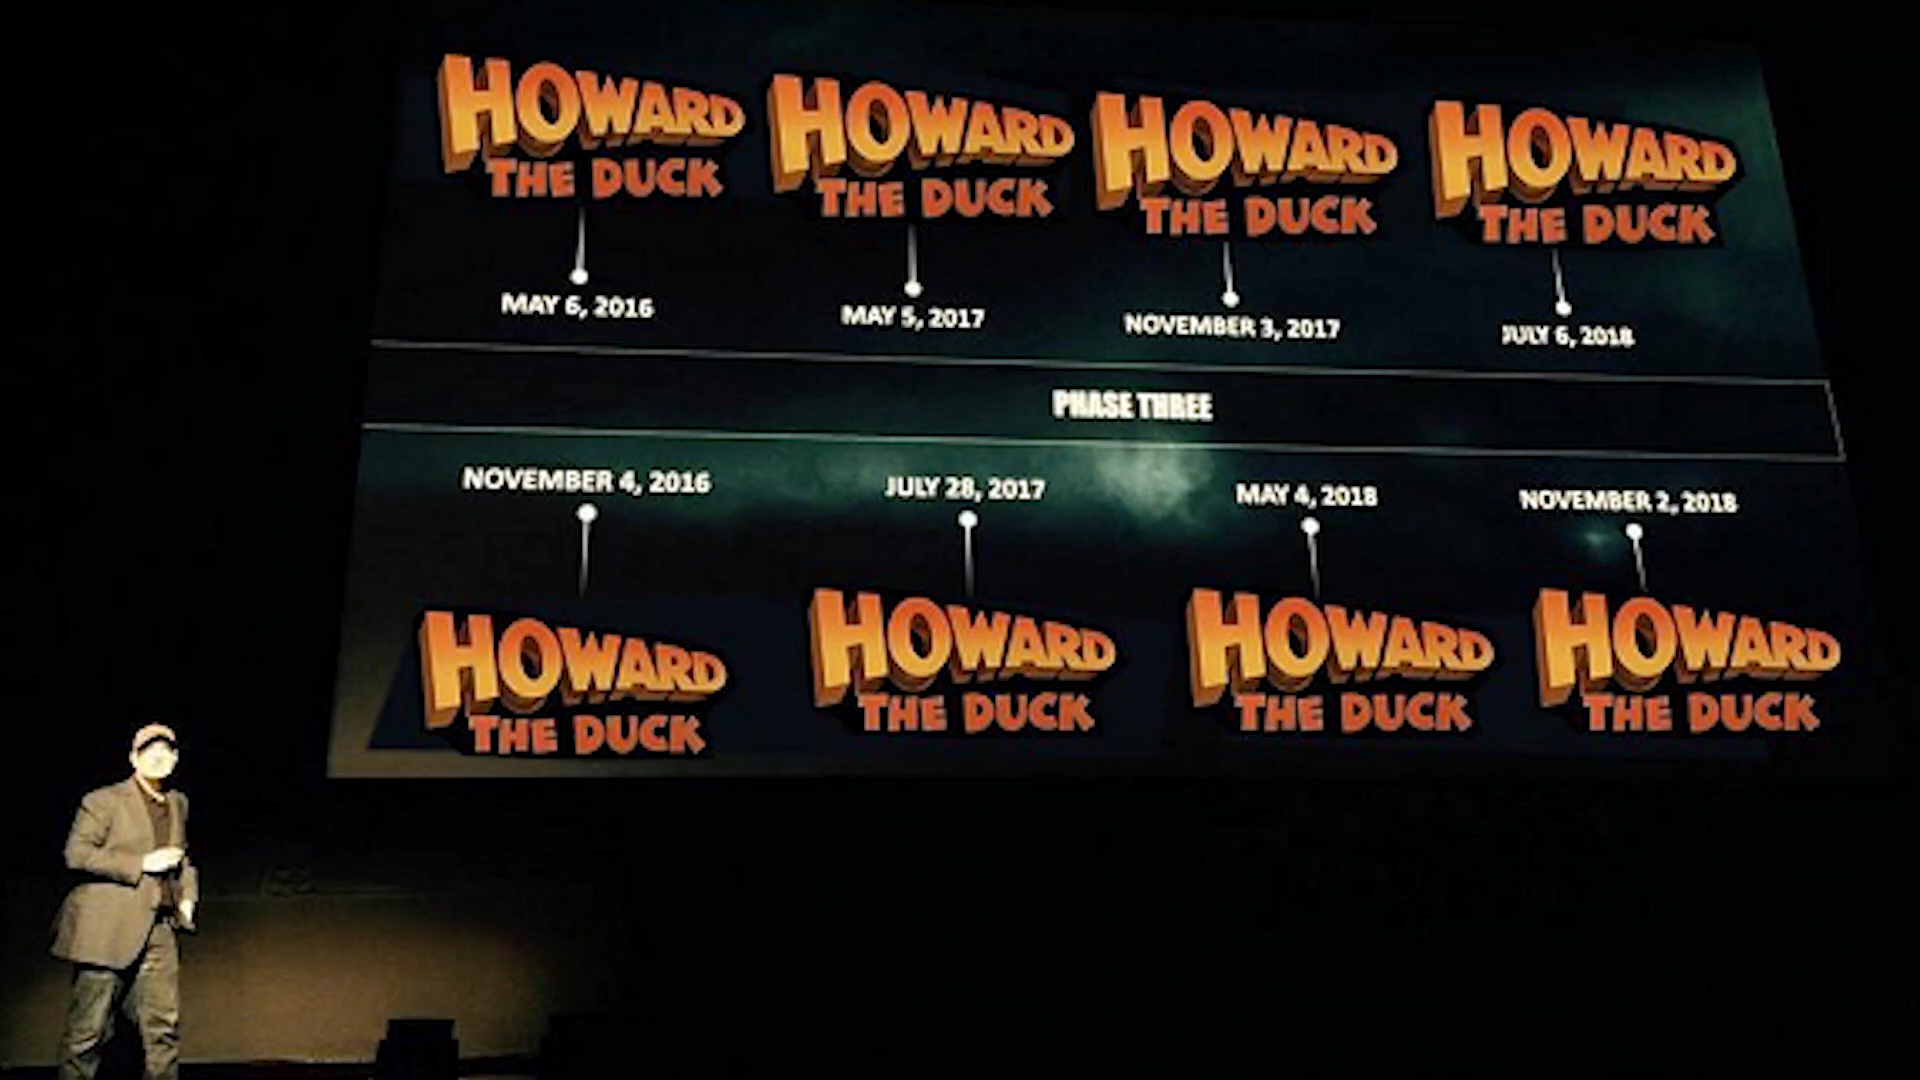 HOWARD
THE DUCK
HOWARD
THE DUCK
HOWARD
THE DUCK
HOWARD
THE DUCK
MAY 6, 2016
MAY 5, 2017
NOVEMBER 3, 2017
JULY 6, 2018
PHASE THREE
NOVEMBER 4, 2016
JULY 28, 2017
MAY 4, 2018
NOVEMBER 2, 2018
HOWARD
THE DUCK
HOWARD
THE DUCK
HOWARD
THE DUCK
HOWARD
THE DUCK